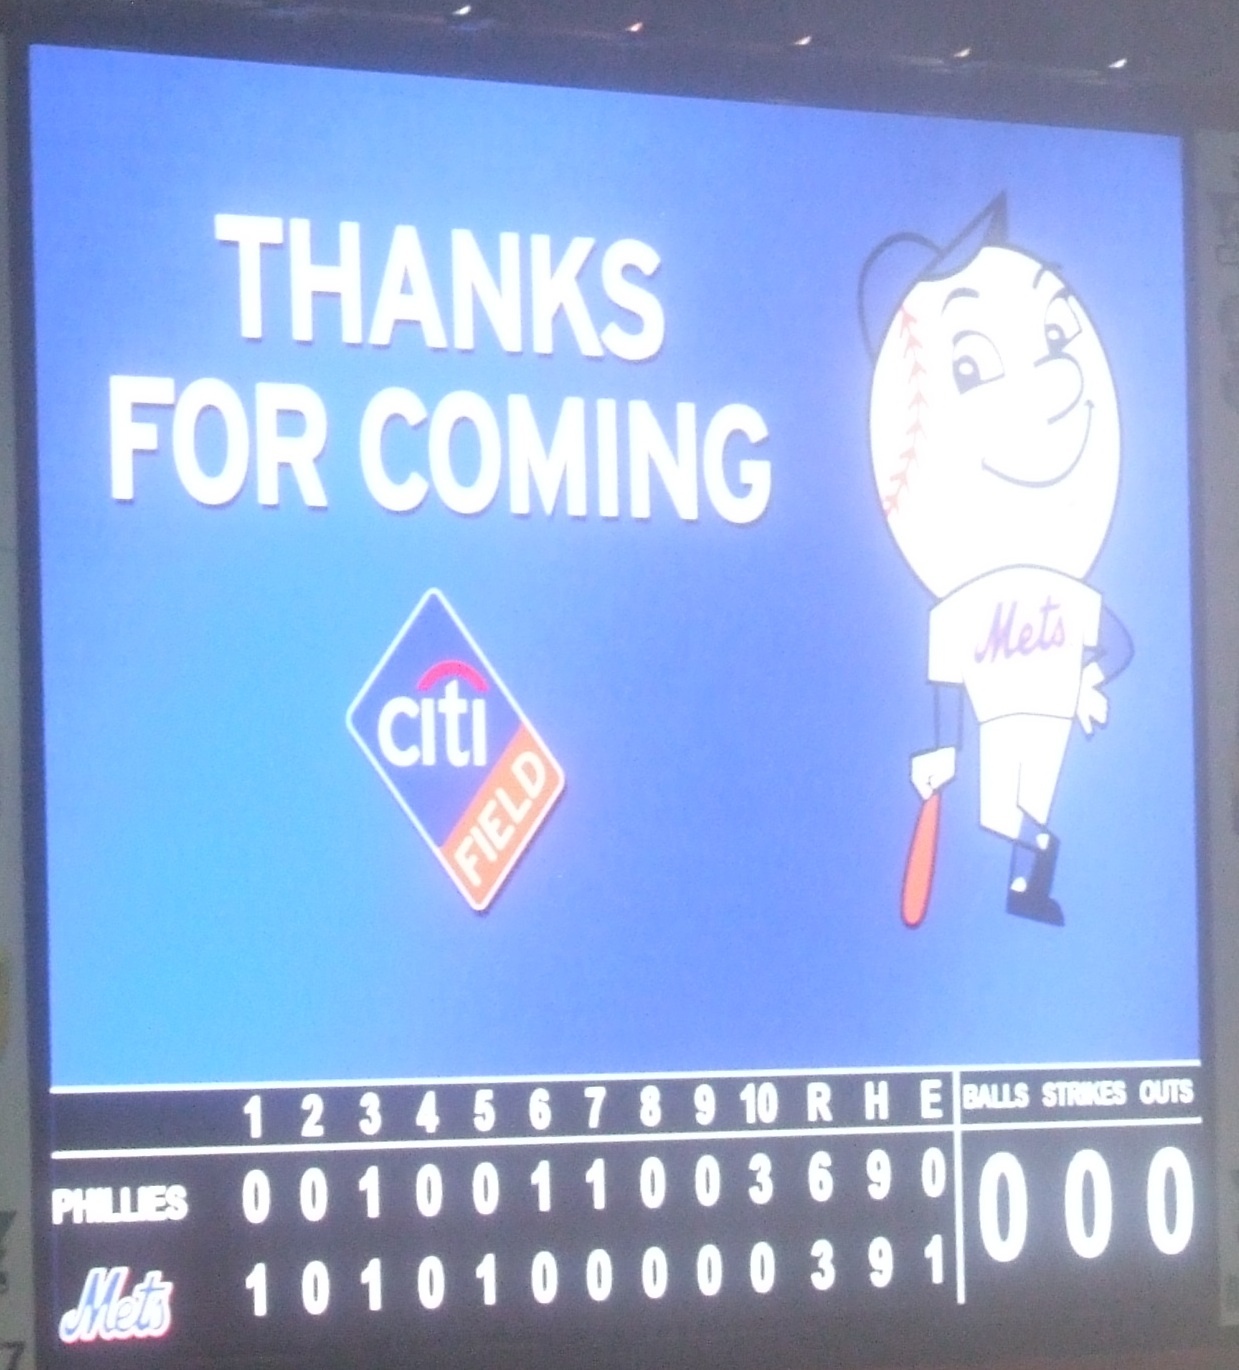 THANKS
FOR COMING
Mets
citi
FIELD
1 2 3 4 5 6 7 8 9 10 R H E BALLS STRIKES OUTS
PHILLIES 0 0 1 0 0 1 1 0 0 3 6 9 0 0 0 0
Mets 1 0 1 0 1 0 0 0 0 0 3 9 1
7